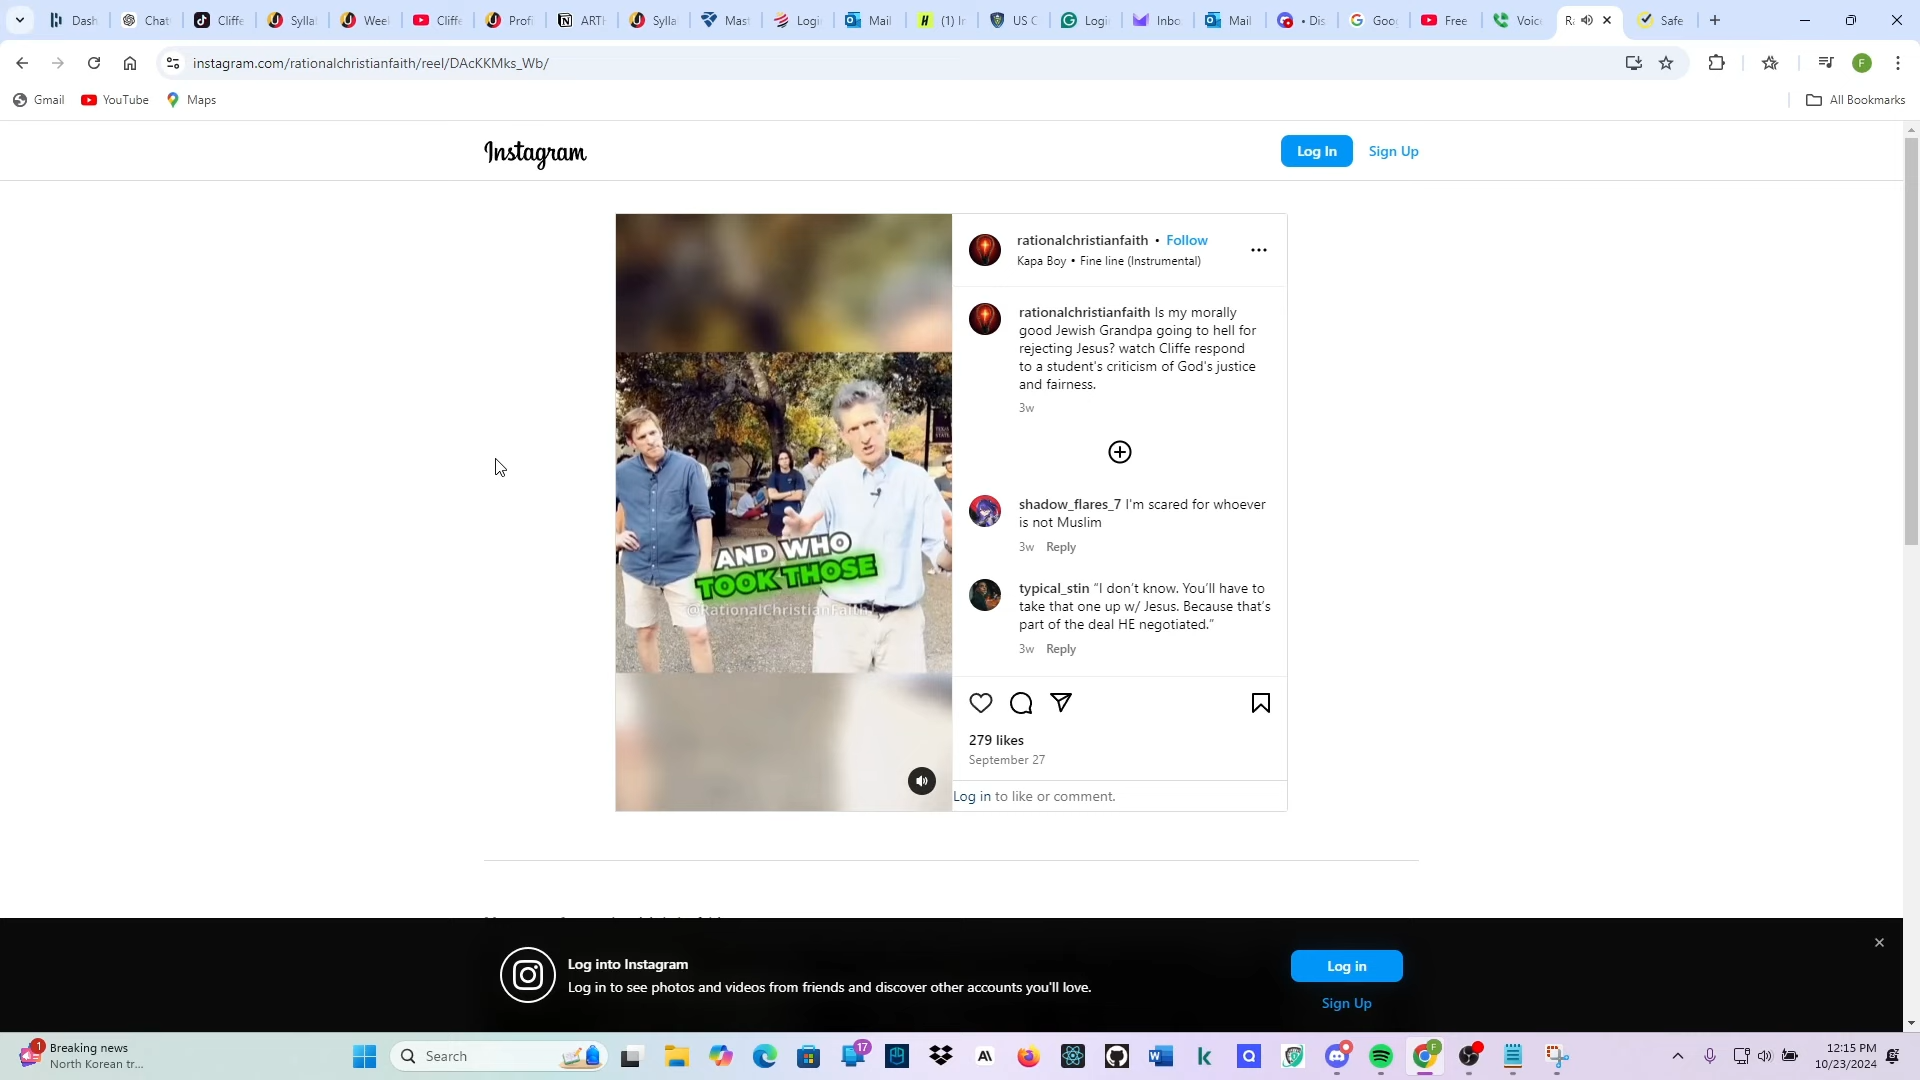 Dash
Chat
Cliffe
Sylla
Wee
Cliffe
Profi
ARTH
Sylla
Mast
Login
Mail
(1) Ir
US C
Logi
Inbo
Mail
• Dis
Goo
Free
Voic
Ra
Safe
instagram.com/rationalchristianfaith/reel/DAcKKMks_Wb/
F
Gmail
YouTube
Maps
All Bookmarks
Instagram
Log In
Sign Up
rationalchristianfaith • Follow
Kapa Boy • Fine line (Instrumental)
rationalchristianfaith Is my morally
good Jewish Grandpa going to hell for
rejecting Jesus? watch Cliffe respond
to a student's criticism of God's justice
and fairness.
3w
shadow_flares_7 I'm scared for whoever
is not Muslim
3w Reply
typical_stin “I don’t know. You’ll have to
take that one up w/ Jesus. Because that’s
part of the deal HE negotiated.”
3w Reply
AND WHO
TOOK THOSE
@RationalChristianFaith
279 likes
September 27
Log in to like or comment.
Log into Instagram
Log in to see photos and videos from friends and discover other accounts you'll love.
Log in
Sign Up
1
Breaking news
North Korean tr...
Search
17
12:15 PM
10/23/2024